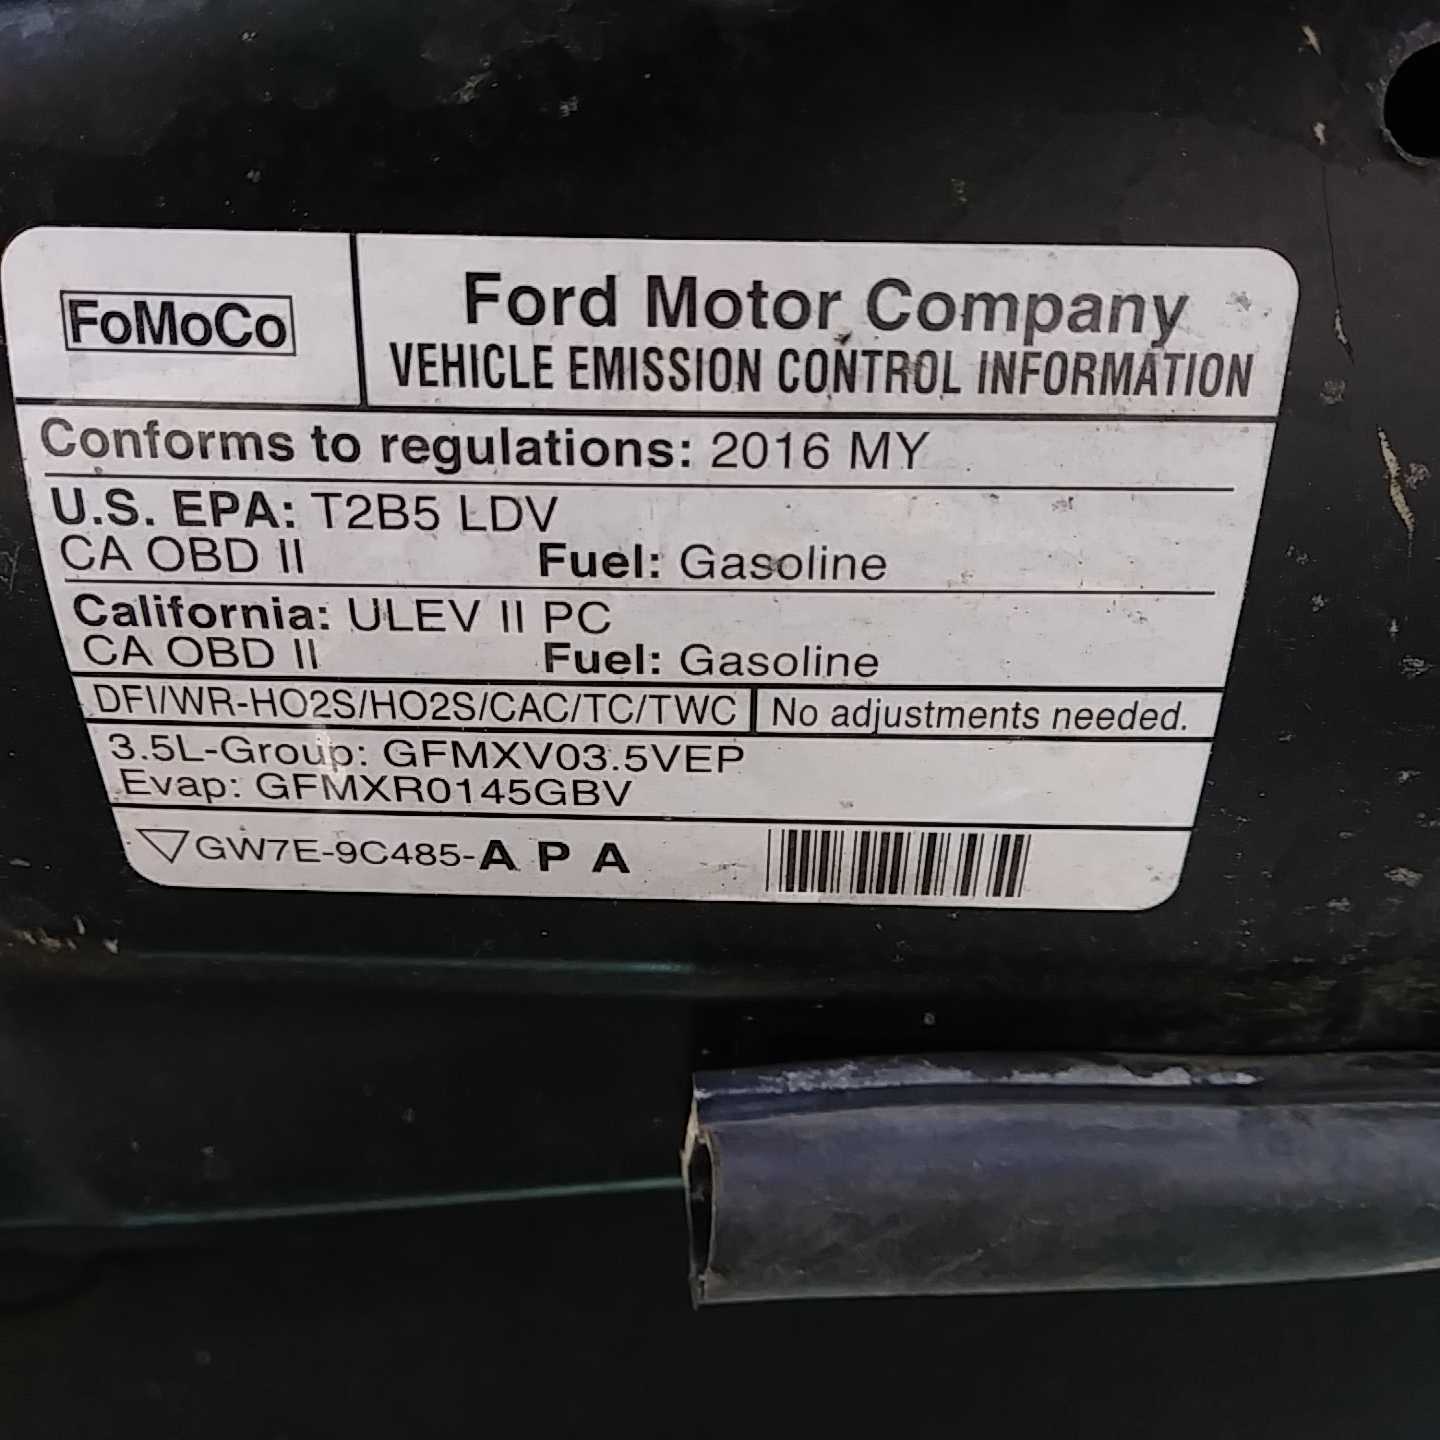 FoMoCo
Ford Motor Company
VEHICLE EMISSION CONTROL INFORMATION
Conforms to regulations: 2016 MY
U.S. EPA: T2B5 LDV
CA OBD II Fuel: Gasoline
California: ULEV II PC
CA OBD II Fuel: Gasoline
DFI/WR-HO2S/HO2S/CAC/TC/TWC No adjustments needed.
3.5L-Group: GFMXV03.5VEP
Evap: GFMXR0145GBV
GW7E-9C485-A P A